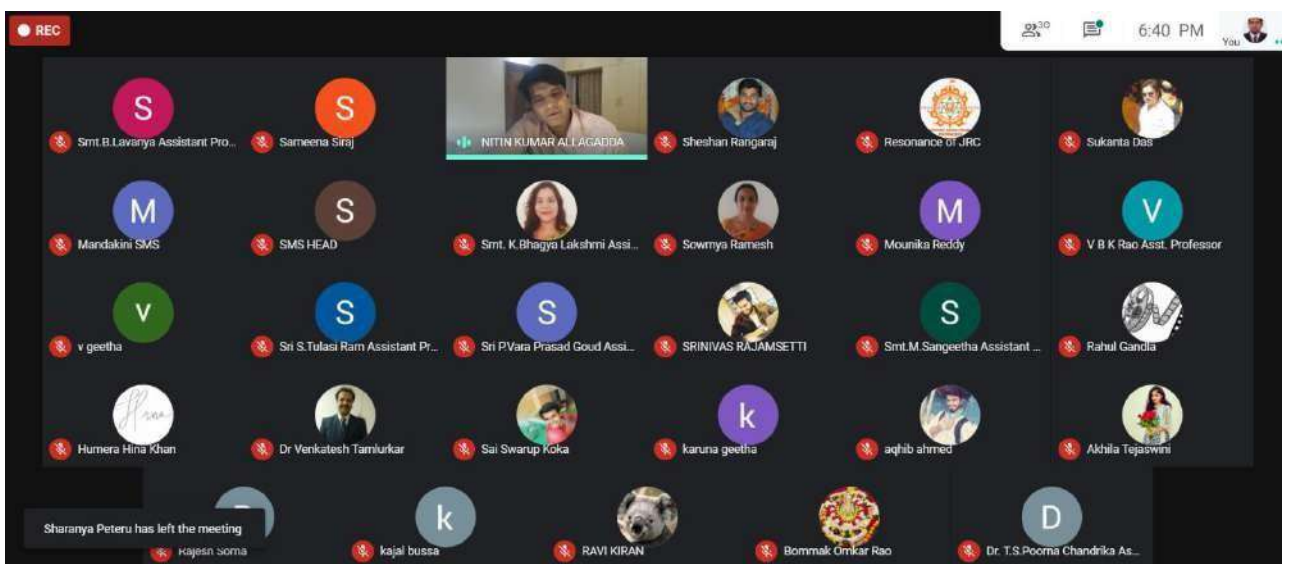 REC
30
6:40 PM
You
S
Smt.B.Lavanya Assistant Pro...
S
Sameena Siraj
NITIN KUMAR ALLAGADDA
Sheshan Rangaraj
Resonance of JRC
Sukanta Das
M
Mandakini SMS
S
SMS HEAD
Smt. K.Bhagya Lakshmi Assi...
Sowmya Ramesh
M
Mounika Reddy
V
V B K Rao Asst. Professor
v
v geetha
S
Sri S.Tulasi Ram Assistant Pr...
S
Sri P.Vara Prasad Goud Assi...
SRINIVAS RAJAMSETTI
S
Smt.M.Sangeetha Assistant ...
Rahul Gandla
Humera Hina Khan
Dr Venkatesh Tamlurkar
Sai Swarup Koka
k
karuna geetha
aqhib ahmed
Akhila Tejaswini
Sharanya Peteru has left the meeting
Rajesh Soma
k
kajal bussa
RAVI KIRAN
Bommak Omkar Rao
D
Dr. T.S.Poorna Chandrika As...